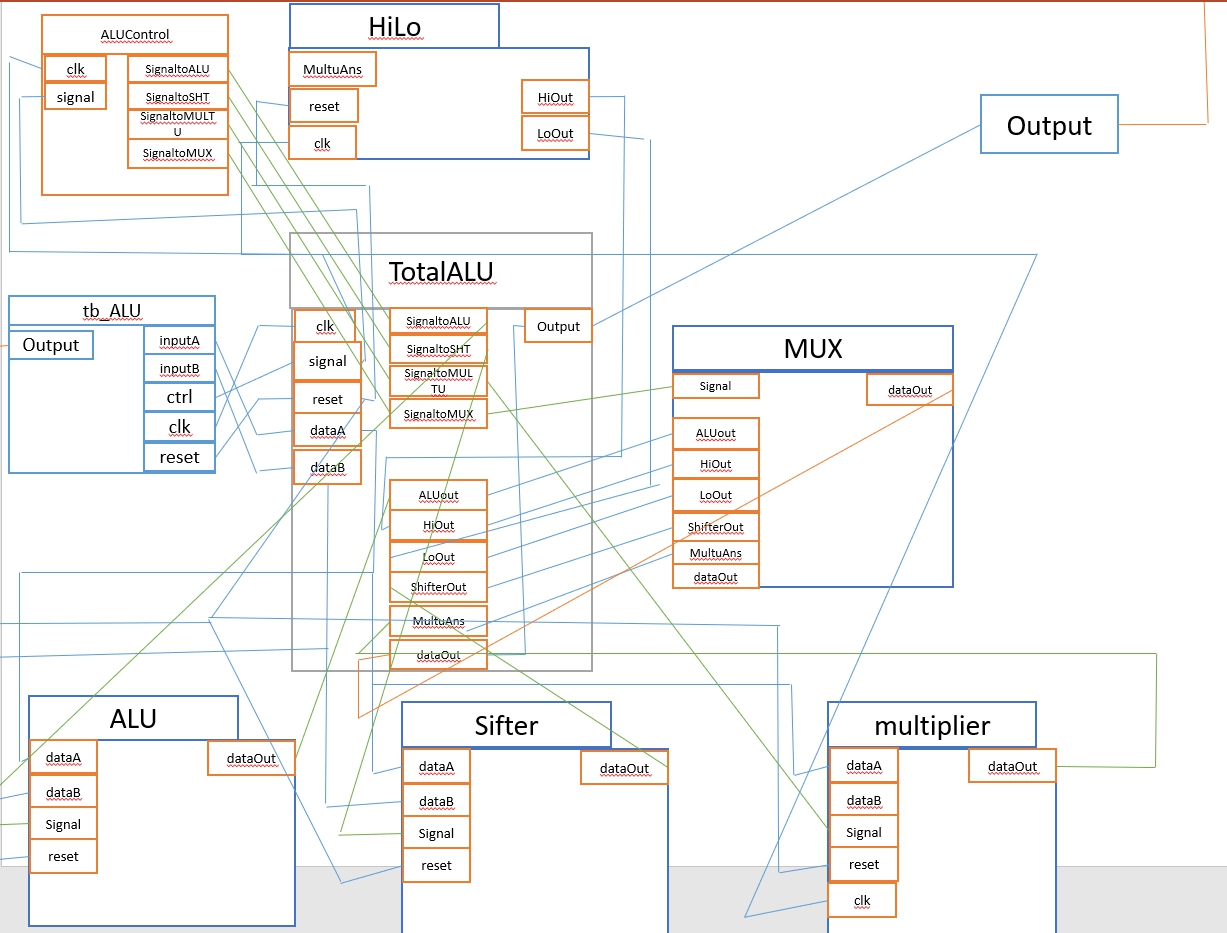 ALUControl
clk
signal
SignaltoALU
SignaltoSHT
SignaltoMULT
U
SignaltoMUX
HiLo
MultuAns
reset
clk
HiOut
LoOut
Output
TotalALU
clk
signal
reset
dataA
dataB
SignaltoALU
SignaltoSHT
SignaltoMUL
TU
SignaltoMUX
Output
ALUout
HiOut
LoOut
ShifterOut
MultuAns
dataOut
tb_ALU
Output
inputA
inputB
ctrl
clk
reset
MUX
Signal
dataOut
ALUout
HiOut
LoOut
ShifterOut
MultuAns
dataOut
ALU
dataA
dataB
Signal
reset
dataOut
Sifter
dataA
dataB
Signal
reset
dataOut
multiplier
dataA
dataB
Signal
reset
clk
dataOut